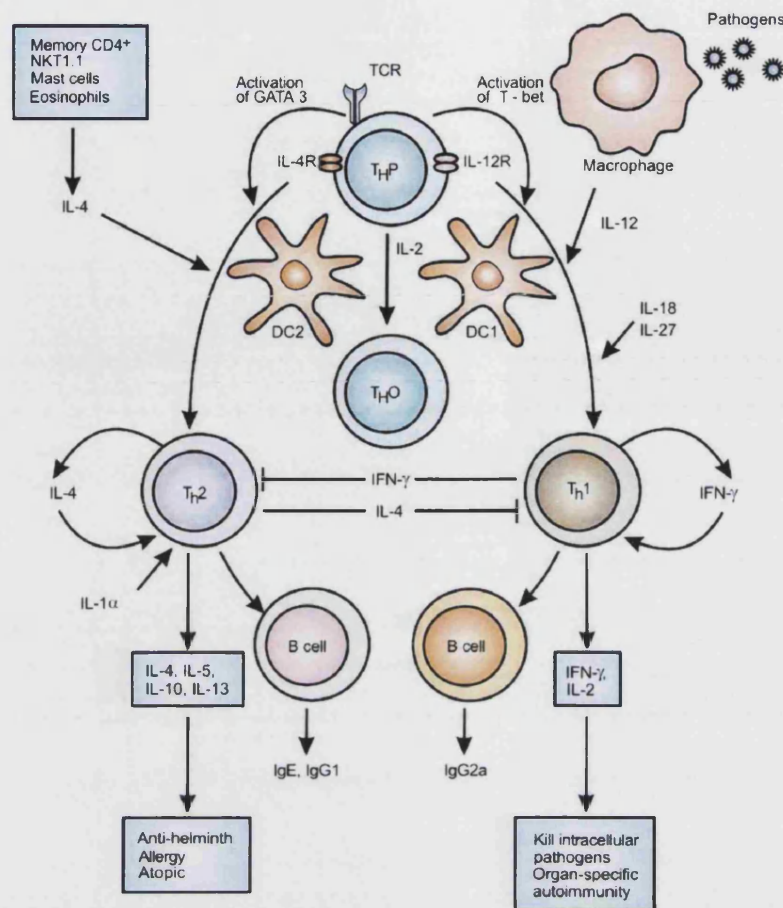 Pathogens
Memory CD4+
NKT1.1
Mast cells
Eosinophils
TCR
Activation
of GATA 3
Activation
of T - bet
IL-4R
THP
IL-12R
Macrophage
IL-4
IL-2
IL-12
DC2
DC1
IL-18
IL-27
THO
IL-4
Th2
IFN-γ
IL-4
Th1
IFN-γ
IL-1α
B cell
B cell
IL-4, IL-5,
IL-10, IL-13
IFN-γ,
IL-2
IgE, IgG1
IgG2a
Anti-helminth
Allergy
Atopic
Kill intracellular
pathogens
Organ-specific
autoimmunity